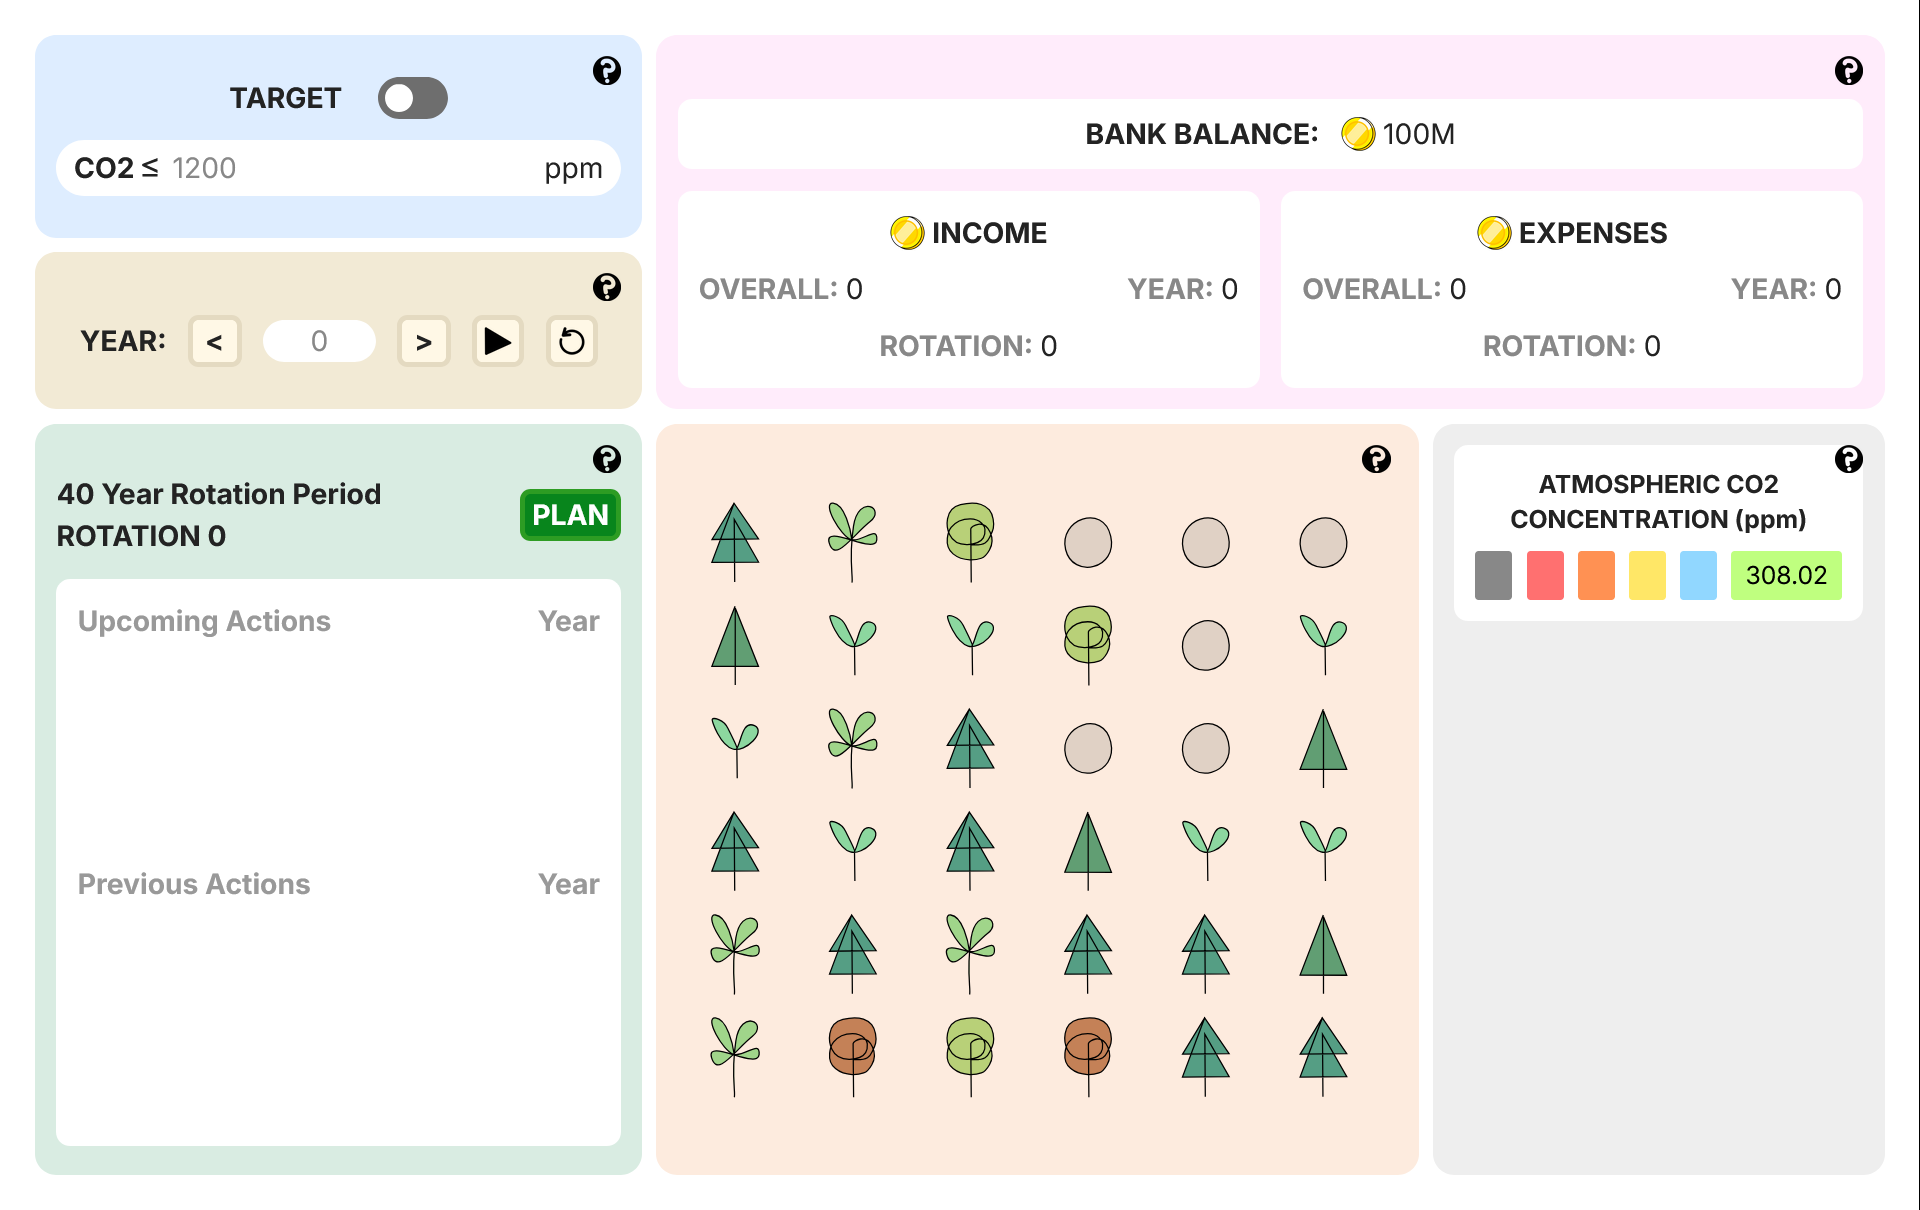 TARGET
?
CO2 ≤ 1200 ppm
?
YEAR: < 0 >
?
BANK BALANCE: 100M
INCOME
OVERALL: 0 YEAR: 0
ROTATION: 0
EXPENSES
OVERALL: 0 YEAR: 0
ROTATION: 0
?
40 Year Rotation Period
ROTATION 0
PLAN
Upcoming Actions Year
Previous Actions Year
?
?
ATMOSPHERIC CO2
CONCENTRATION (ppm)
308.02